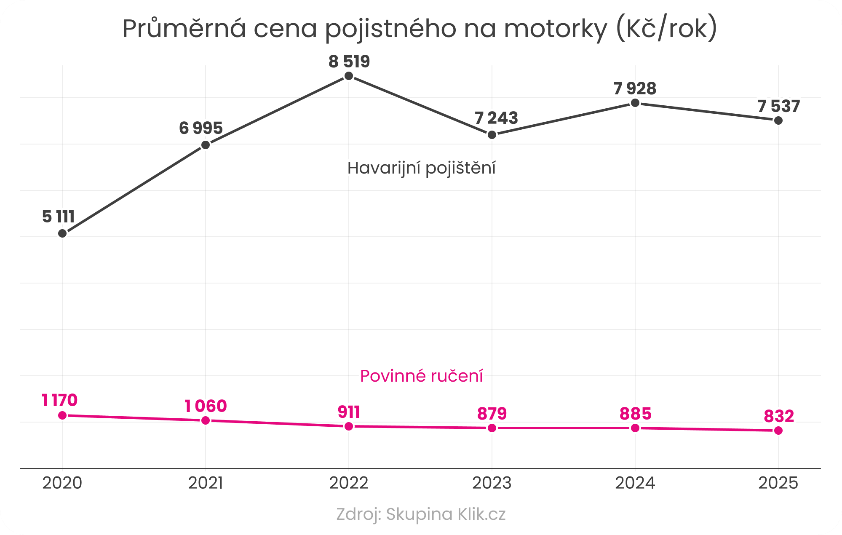 Průměrná cena pojistného na motorky (Kč/rok)
8 519
7 928
7 537
7 243
6 995
Havarijní pojištění
5 111
Povinné ručení
1 170
1 060
911
879
885
832
2020 2021 2022 2023 2024 2025
Zdroj: Skupina Klik.cz